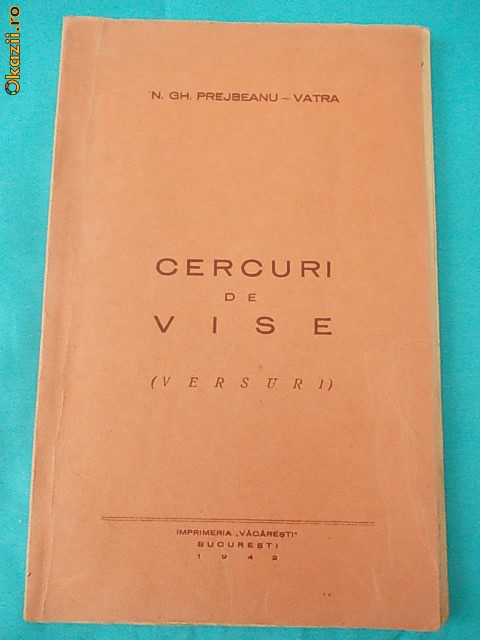 Okazii.ro
N. GH. PREJBEANU - VATRA
CERCURI
DE
VISE
(VERSURI)
IMPRIMERIA „VĂCĂREȘTI"
BUCUREȘTI
1942